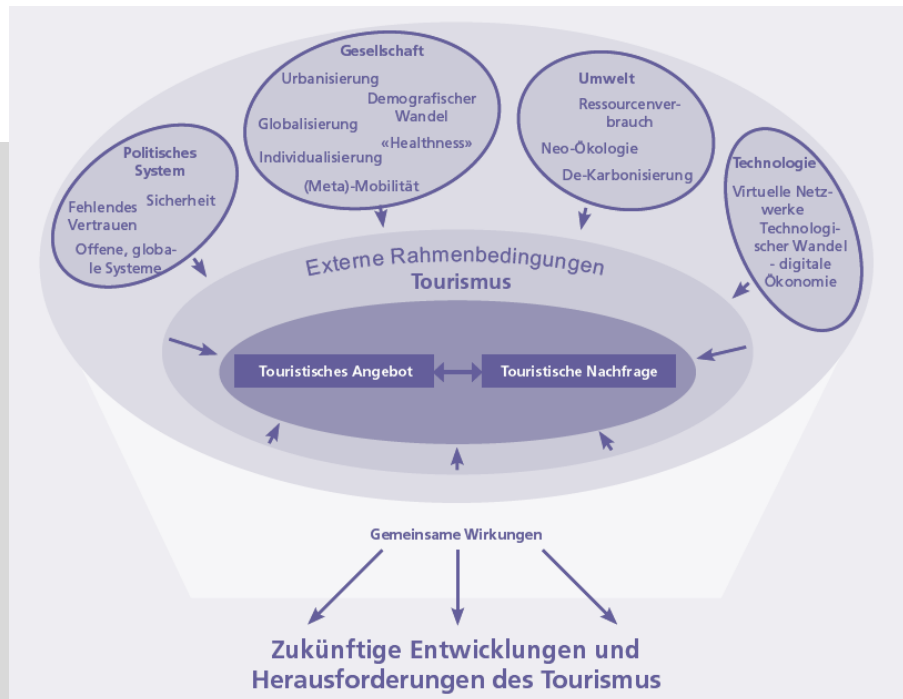 Gesellschaft
Urbanisierung
Demografischer
Wandel
Globalisierung
«Healthness»
Individualisierung
(Meta)-Mobilität
Umwelt
Ressourcenver-
brauch
Neo-Ökologie
De-Karbonisierung
Politisches
System
Sicherheit
Fehlendes
Vertrauen
Offene, globa-
le Systeme
Technologie
Virtuelle Netz-
werke
Technologi-
scher Wandel
- digitale
Ökonomie
Externe Rahmenbedingungen
Tourismus
Touristisches Angebot
Touristische Nachfrage
Gemeinsame Wirkungen
Zukünftige Entwicklungen und
Herausforderungen des Tourismus